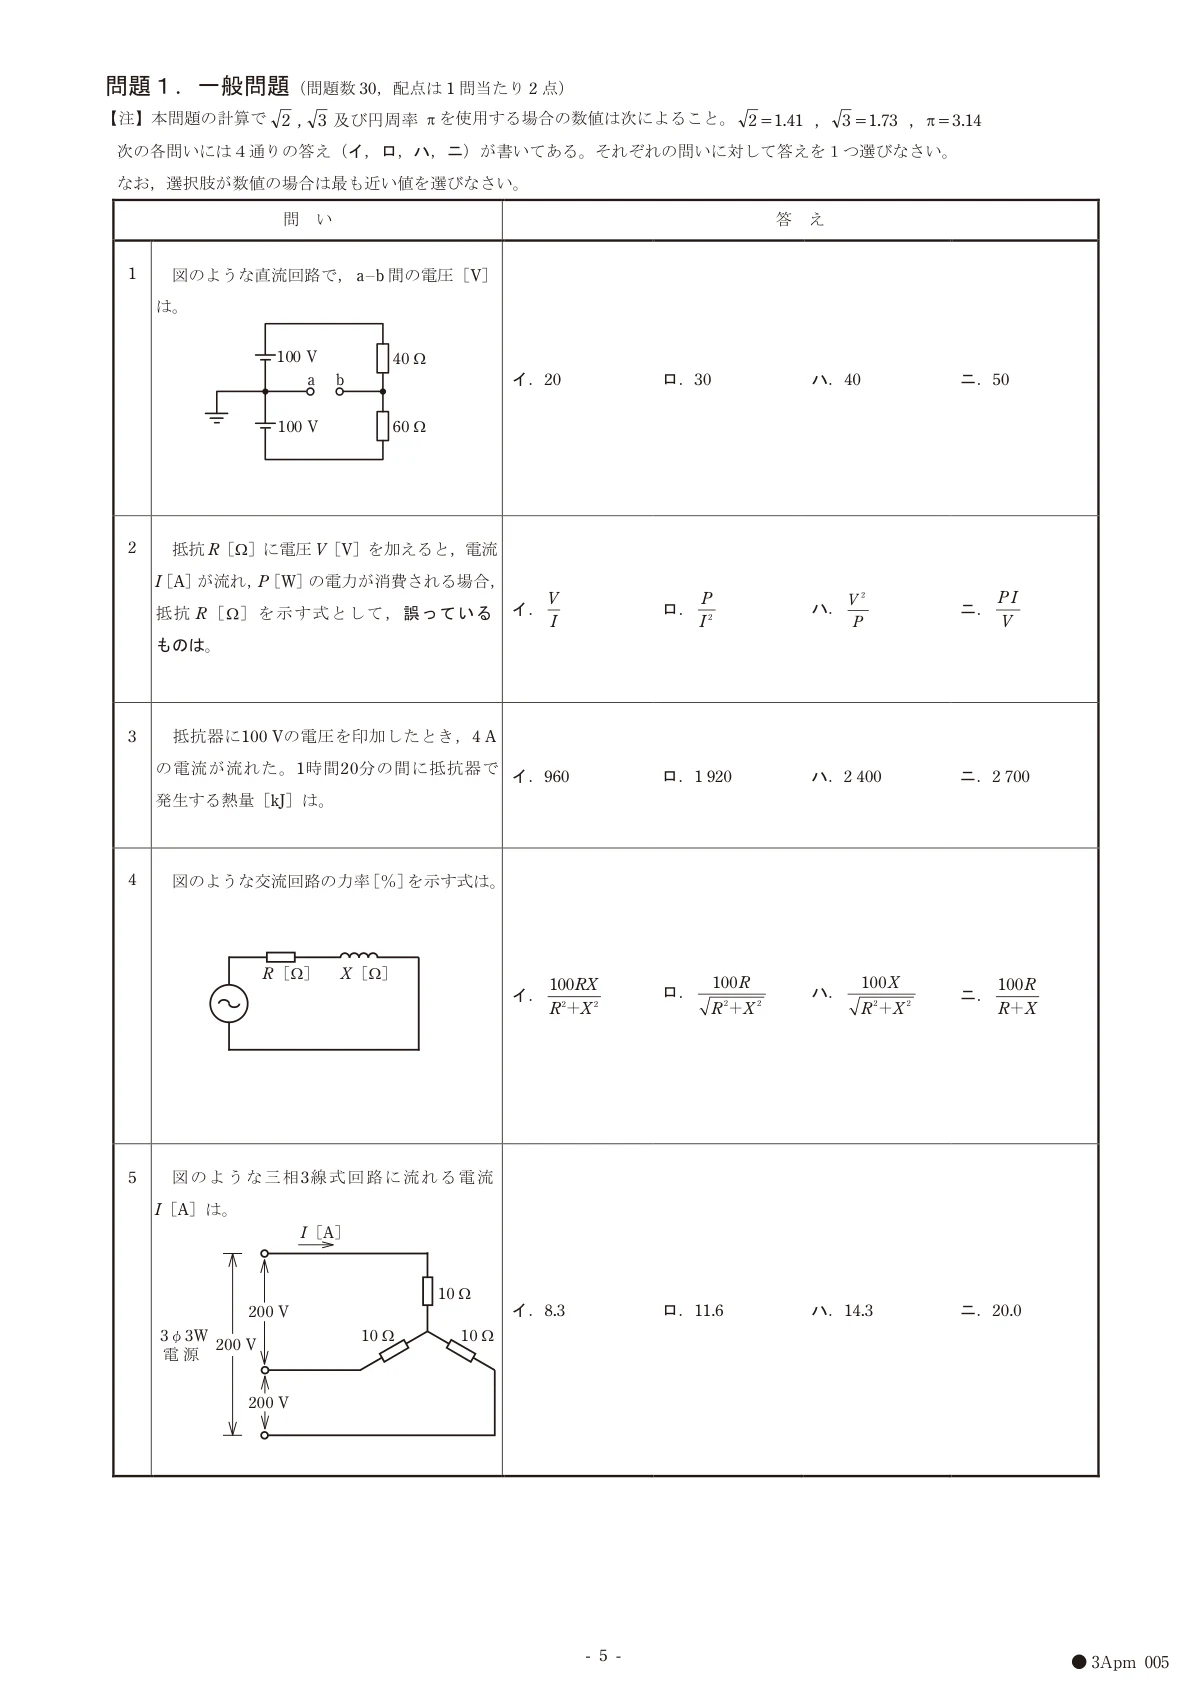 問題１．一般問題（問題数 30，配点は 1 問当たり 2 点）
【注】本問題の計算で √2 , √3 及び円周率 π を使用する場合の数値は次によること。 √2＝1.41 , √3＝1.73 , π＝3.14
次の各問いには 4 通りの答え（イ，ロ，ハ，ニ）が書いてある。それぞれの問いに対して答えを 1 つ選びなさい。
なお，選択肢が数値の場合は最も近い値を選びなさい。
問　い
答　え
1
図のような直流回路で， a–b 間の電圧［V］
は。
100 V
40 Ω
a
b
100 V
60 Ω
イ．20
ロ．30
ハ．40
ニ．50
2
抵抗 R［Ω］に電圧 V［V］を加えると，電流
I［A］が流れ，P［W］の電力が消費される場合，
抵抗 R［Ω］を示す式として，誤っている
ものは。
イ． V/I
ロ． P/I²
ハ． V²/P
ニ． PI/V
3
抵抗器に100 Vの電圧を印加したとき，4 A
の電流が流れた。1時間20分の間に抵抗器で
発生する熱量［kJ］は。
イ．960
ロ．1 920
ハ．2 400
ニ．2 700
4
図のような交流回路の力率［%］を示す式は。
R［Ω］
X［Ω］
イ． 100RX/(R²+X²)
ロ． 100R/√(R²+X²)
ハ． 100X/√(R²+X²)
ニ． 100R/(R+X)
5
図のような三相3線式回路に流れる電流
I［A］は。
I［A］
10 Ω
200 V
3φ3W
電 源
200 V
10 Ω
10 Ω
200 V
イ．8.3
ロ．11.6
ハ．14.3
ニ．20.0
- 5 -
●3Apm 005